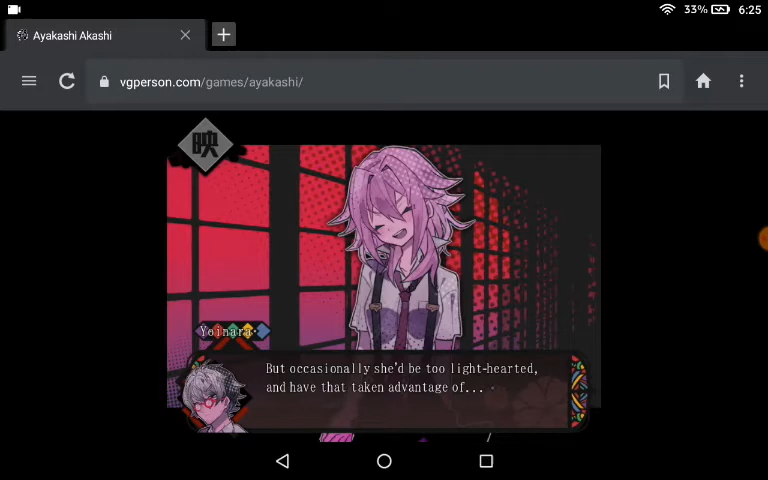 33%
6:25
Ayakashi Akashi
vgperson.com/games/ayakashi/
映
Yoinara
But occasionally she'd be too light-hearted,
and have that taken advantage of...